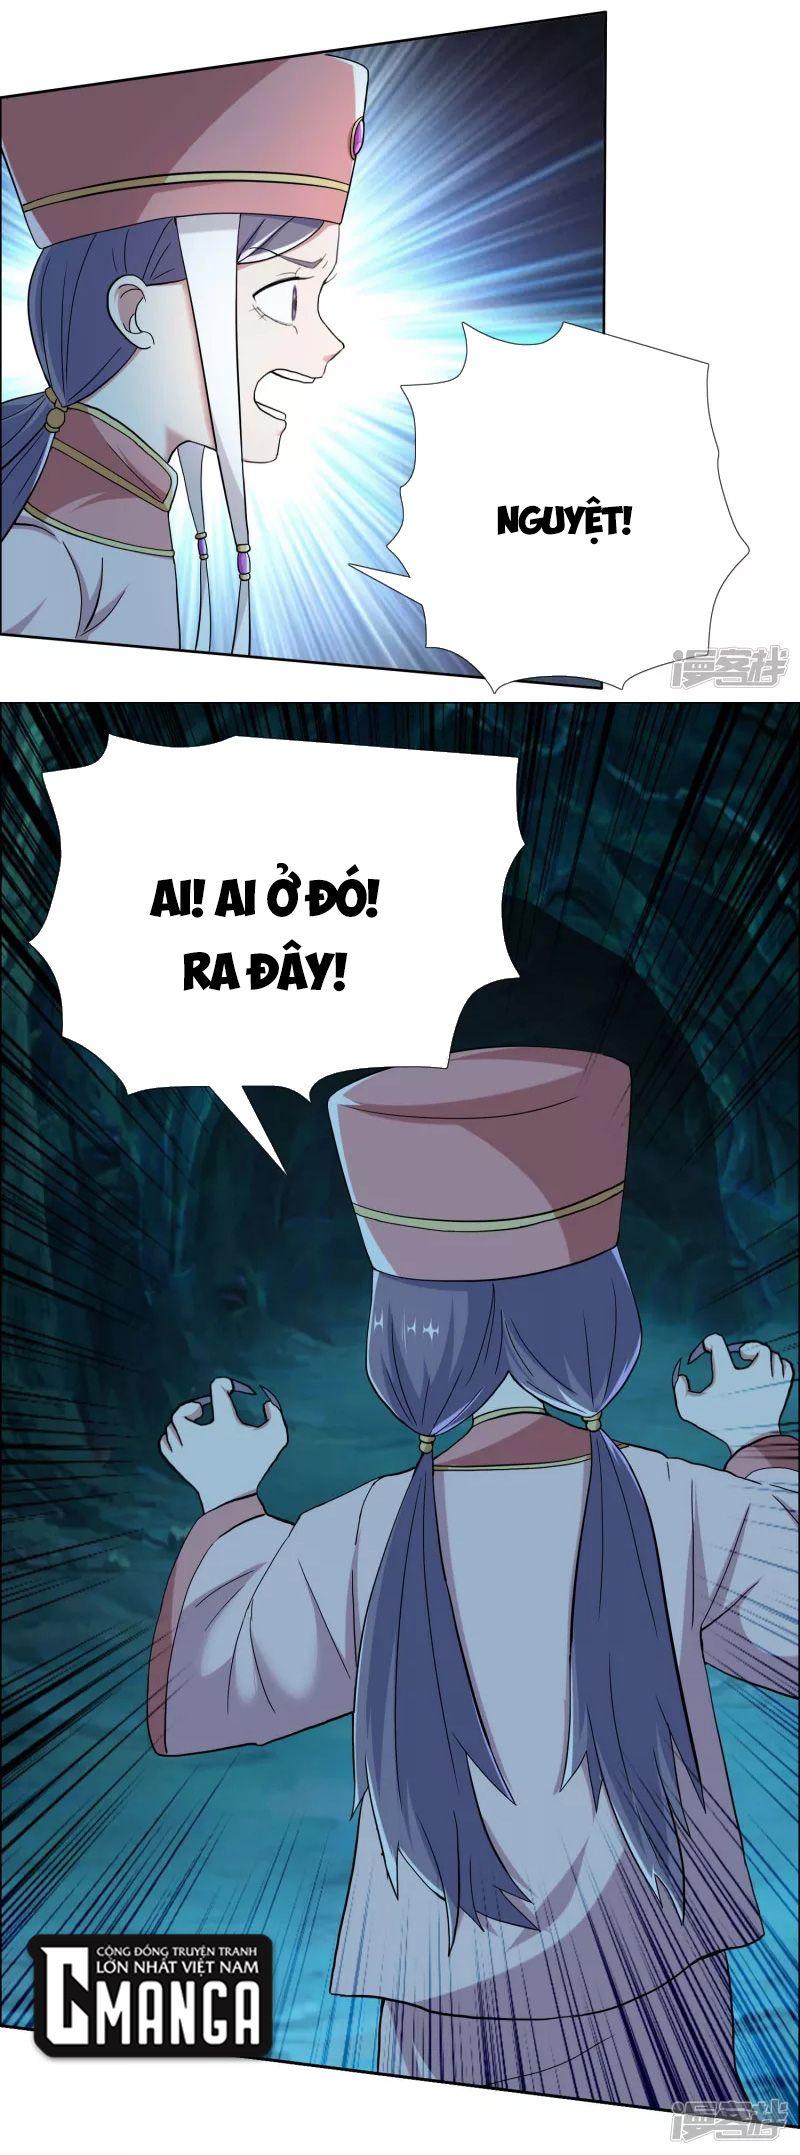 NGUYỆT!
漫客栈
AI! AI Ở ĐÓ!
RA ĐÂY!
CỘNG ĐỒNG TRUYỆN TRANH
LỚN NHẤT VIỆT NAM
CMANGA
漫客栈